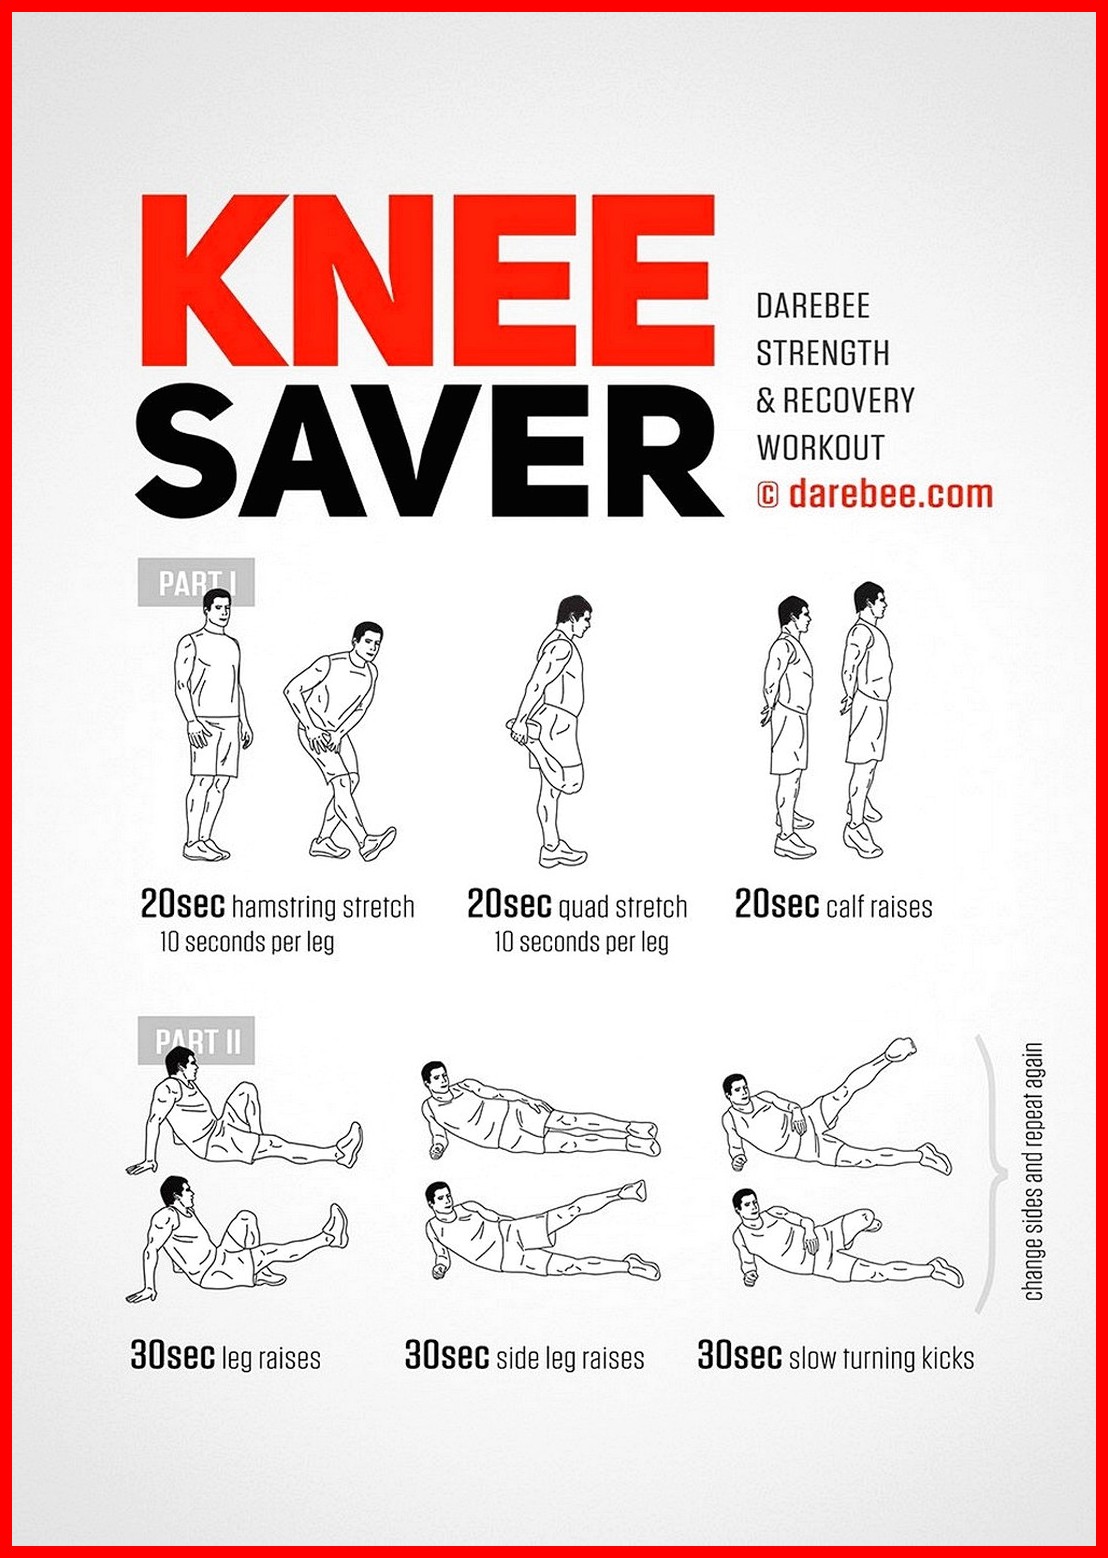 KNEE
SAVER
DAREBEE
STRENGTH
& RECOVERY
WORKOUT
© darebee.com
PART I
20sec hamstring stretch
10 seconds per leg
20sec quad stretch
10 seconds per leg
20sec calf raises
PART II
30sec leg raises
30sec side leg raises
30sec slow turning kicks
change sides and repeat again